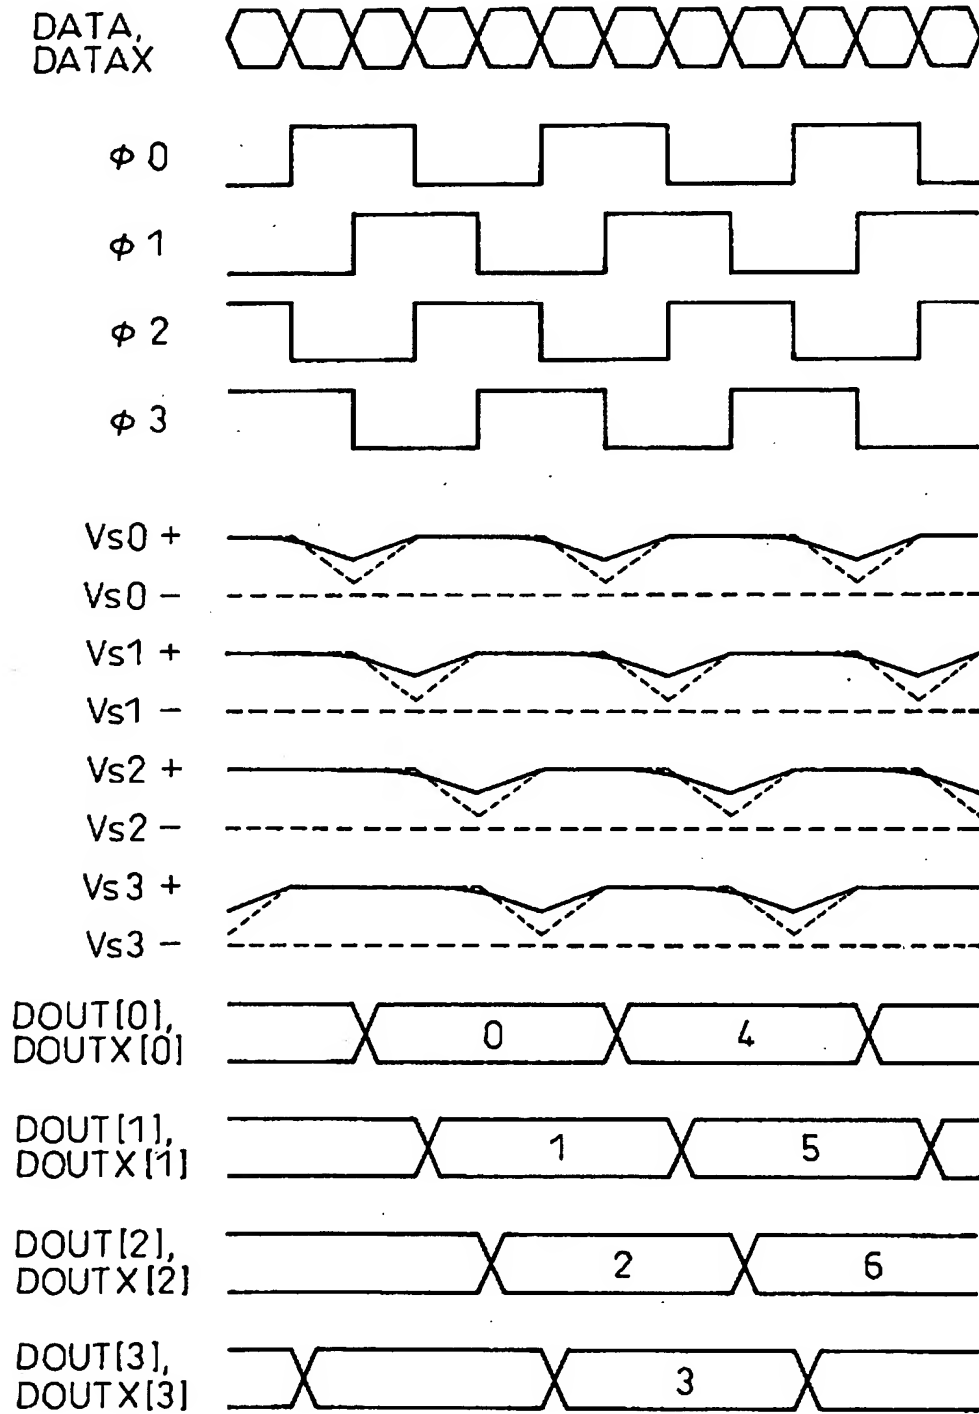 DATA,
DATAX
φ 0
φ 1
φ 2
φ 3
Vs0 +
Vs0 −
Vs1 +
Vs1 −
Vs2 +
Vs2 −
Vs3 +
Vs3 −
DOUT[0],
DOUTX[0]
0 4
DOUT[1],
DOUTX[1]
1 5
DOUT[2],
DOUTX[2]
2 6
DOUT[3],
DOUTX[3]
3